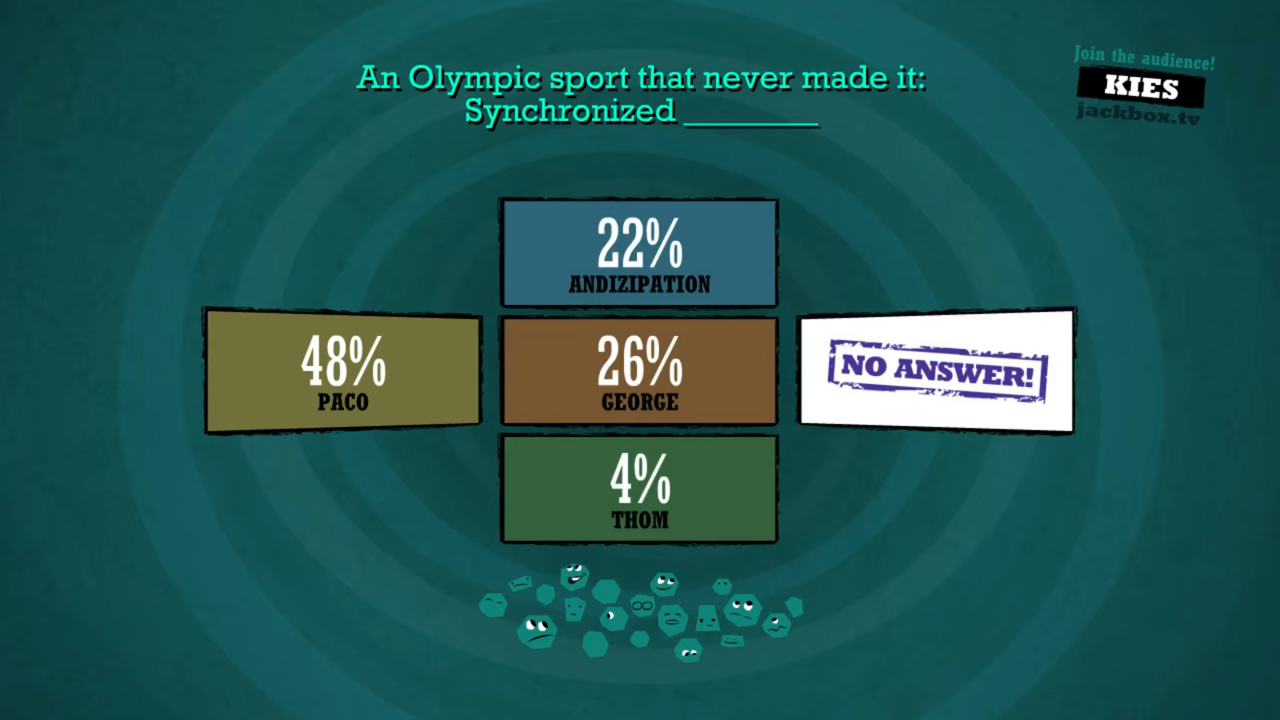 An Olympic sport that never made it:
Synchronized __________
Join the audience!
KIES
jackbox.tv
22%
ANDIZIPATION
48%
PACO
26%
GEORGE
NO ANSWER!
4%
THOM